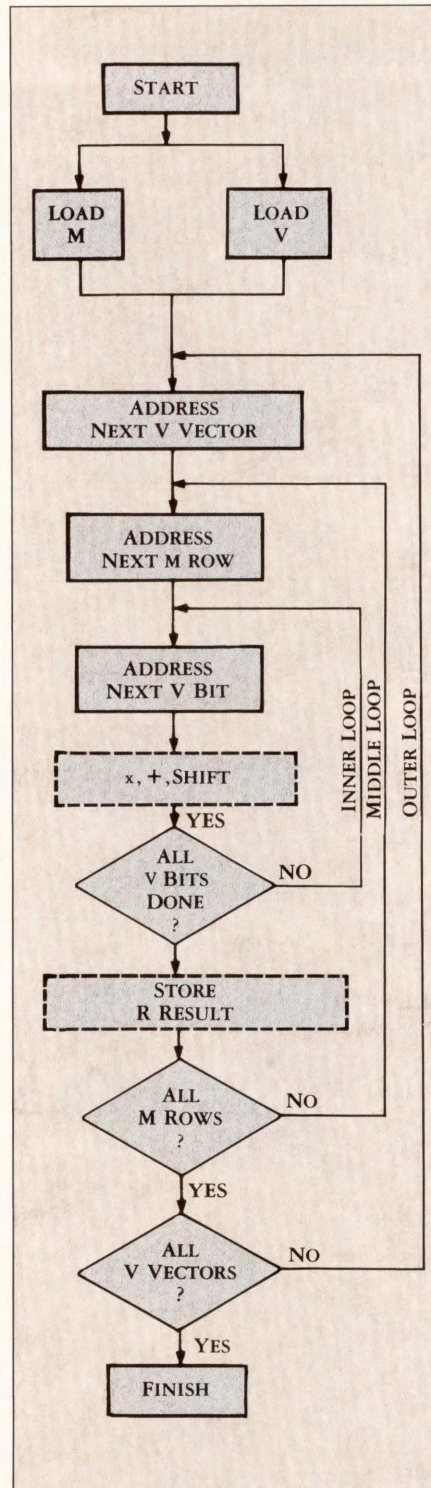 START
LOAD
M
LOAD
V
ADDRESS
NEXT V VECTOR
ADDRESS
NEXT M ROW
ADDRESS
NEXT V BIT
x, +, SHIFT
YES
ALL
V BITS
DONE
?
NO
INNER LOOP
MIDDLE LOOP
OUTER LOOP
STORE
R RESULT
ALL
M ROWS
?
NO
YES
ALL
V VECTORS
?
NO
YES
FINISH